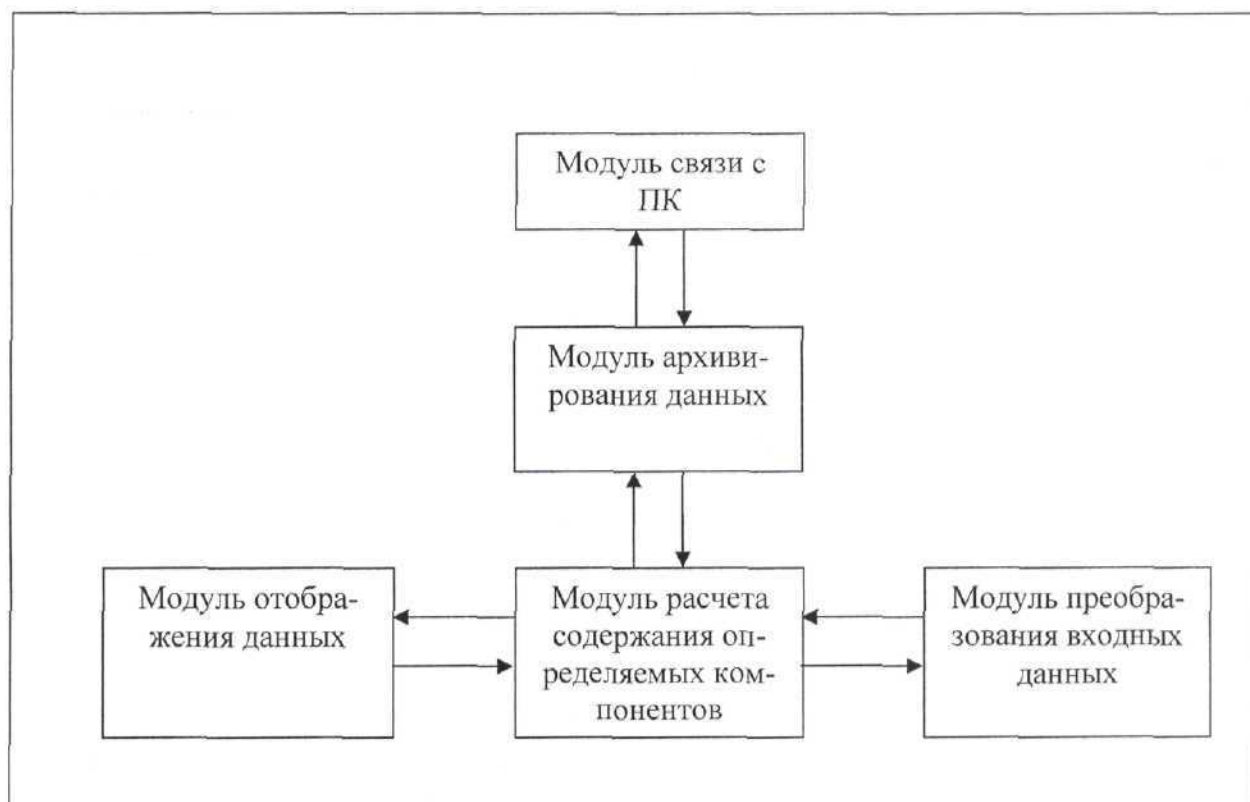 Модуль связи с
ПК
Модуль архиви-
рования данных
Модуль отобра-
жения данных
Модуль расчета
содержания оп-
ределяемых ком-
понентов
Модуль преобра-
зования входных
данных